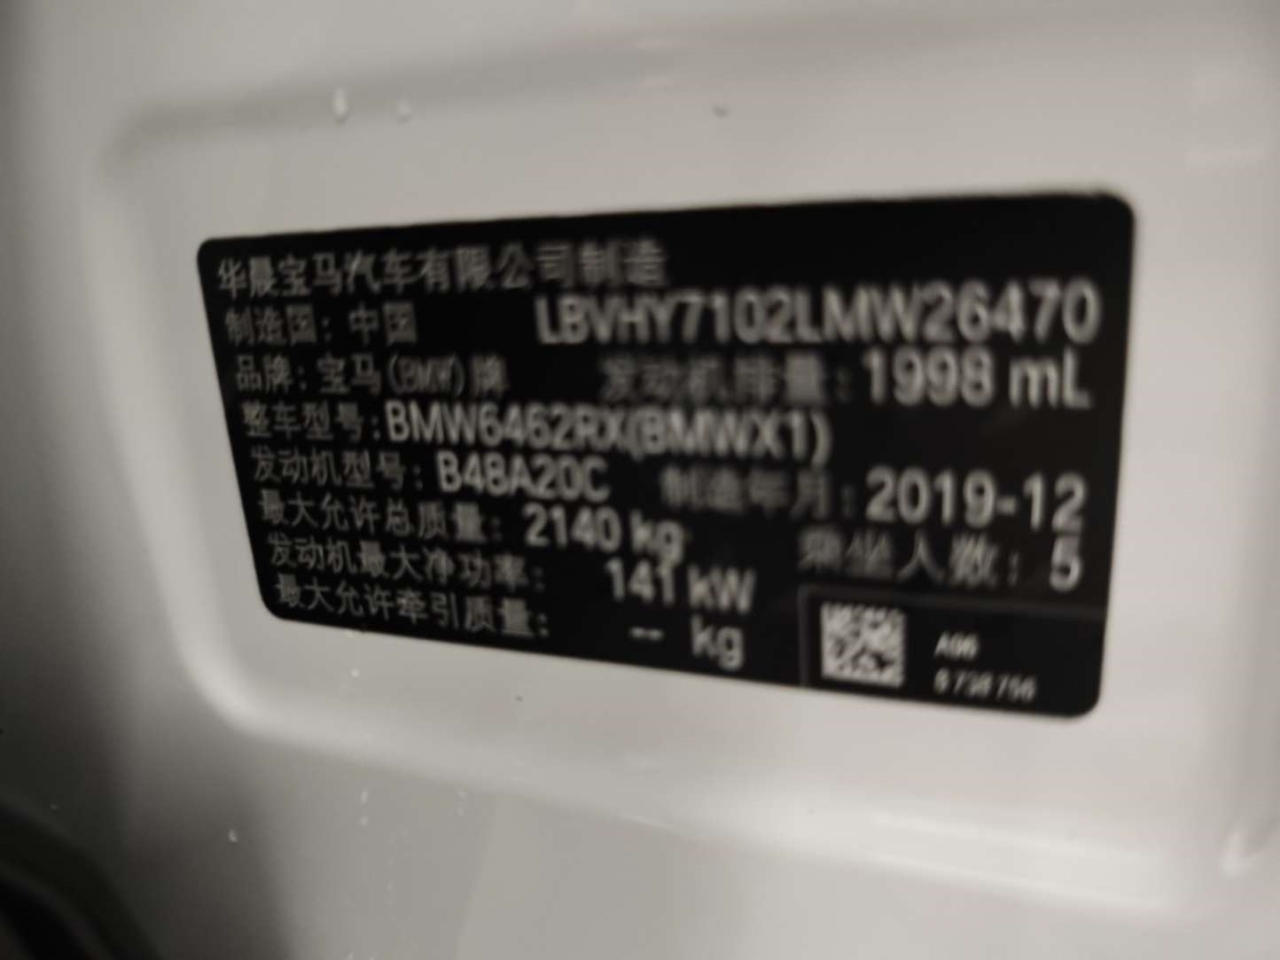 华晨宝马汽车有限公司制造
制造国：中国 LBVHY7102LMW26470
品牌：宝马(BMW)牌 发动机排量：1998 mL
整车型号：BMW6462RX(BMWX1)
发动机型号：B48A20C 制造年月：2019-12
最大允许总质量：2140 kg 乘坐人数：5
发动机最大净功率：141 kW
最大允许牵引质量：-- kg